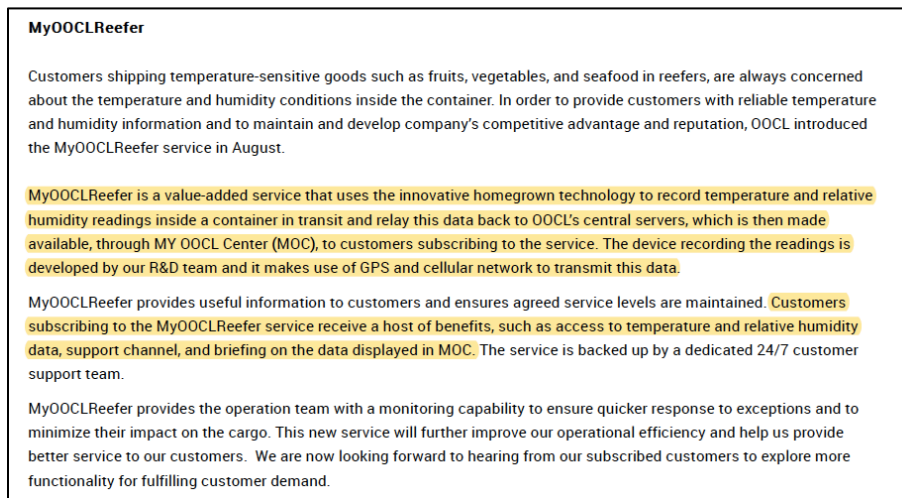 MyOOCLReefer
Customers shipping temperature-sensitive goods such as fruits, vegetables, and seafood in reefers, are always concerned
about the temperature and humidity conditions inside the container. In order to provide customers with reliable temperature
and humidity information and to maintain and develop company's competitive advantage and reputation, OOCL introduced
the MyOOCLReefer service in August.
MyOOCLReefer is a value-added service that uses the innovative homegrown technology to record temperature and relative
humidity readings inside a container in transit and relay this data back to OOCL's central servers, which is then made
available, through MY OOCL Center (MOC), to customers subscribing to the service. The device recording the readings is
developed by our R&D team and it makes use of GPS and cellular network to transmit this data.
MyOOCLReefer provides useful information to customers and ensures agreed service levels are maintained. Customers
subscribing to the MyOOCLReefer service receive a host of benefits, such as access to temperature and relative humidity
data, support channel, and briefing on the data displayed in MOC. The service is backed up by a dedicated 24/7 customer
support team.
MyOOCLReefer provides the operation team with a monitoring capability to ensure quicker response to exceptions and to
minimize their impact on the cargo. This new service will further improve our operational efficiency and help us provide
better service to our customers.  We are now looking forward to hearing from our subscribed customers to explore more
functionality for fulfilling customer demand.